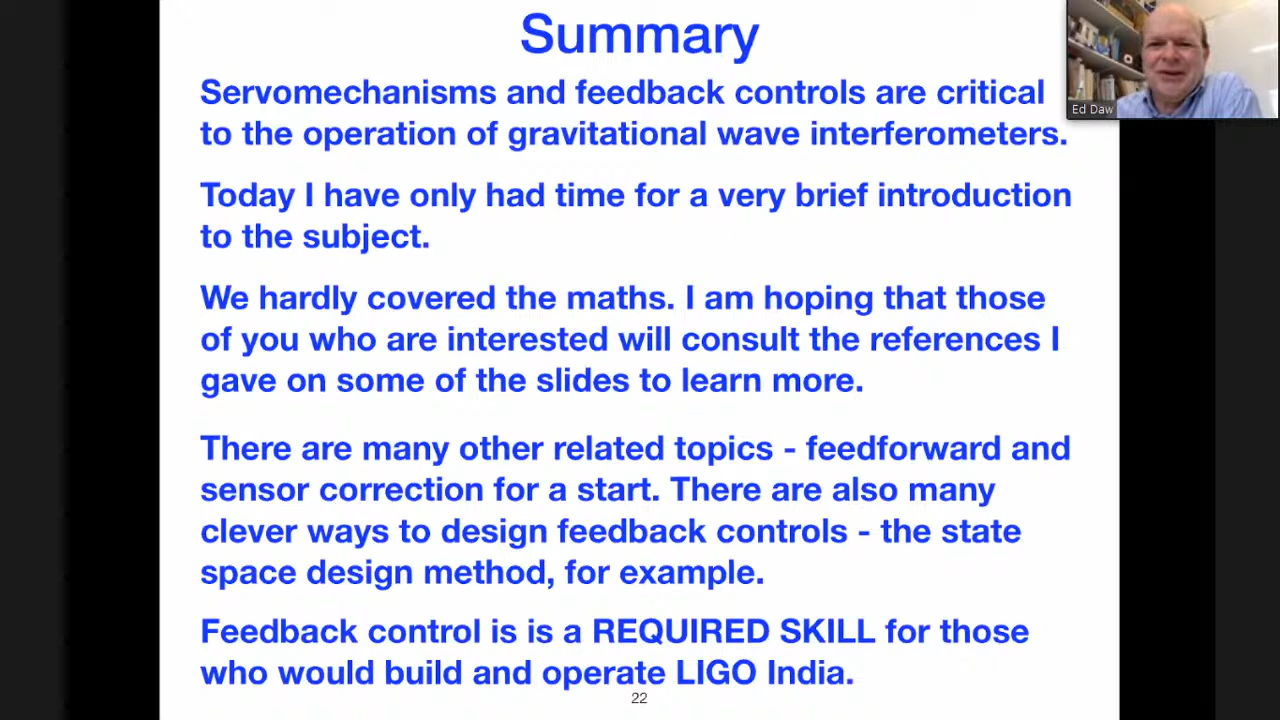 Summary
Servomechanisms and feedback controls are critical
to the operation of gravitational wave interferometers.
Today I have only had time for a very brief introduction
to the subject.
We hardly covered the maths. I am hoping that those
of you who are interested will consult the references I
gave on some of the slides to learn more.
There are many other related topics - feedforward and
sensor correction for a start. There are also many
clever ways to design feedback controls - the state
space design method, for example.
Feedback control is is a REQUIRED SKILL for those
who would build and operate LIGO India.
22
Ed Daw